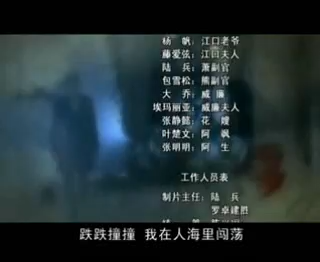 杨 帆：江口老爷
藤爱弦：江口夫人
陆 兵：萧副官
包雪松：熊副官
大 乔：威 廉
埃玛丽亚：威廉夫人
张静懿：花 嫂
叶楚文：阿 飒
张明明：阿 生
工作人员表
制片主任：陆 兵
罗卓建胜
跌跌撞撞 我在人海里闯荡